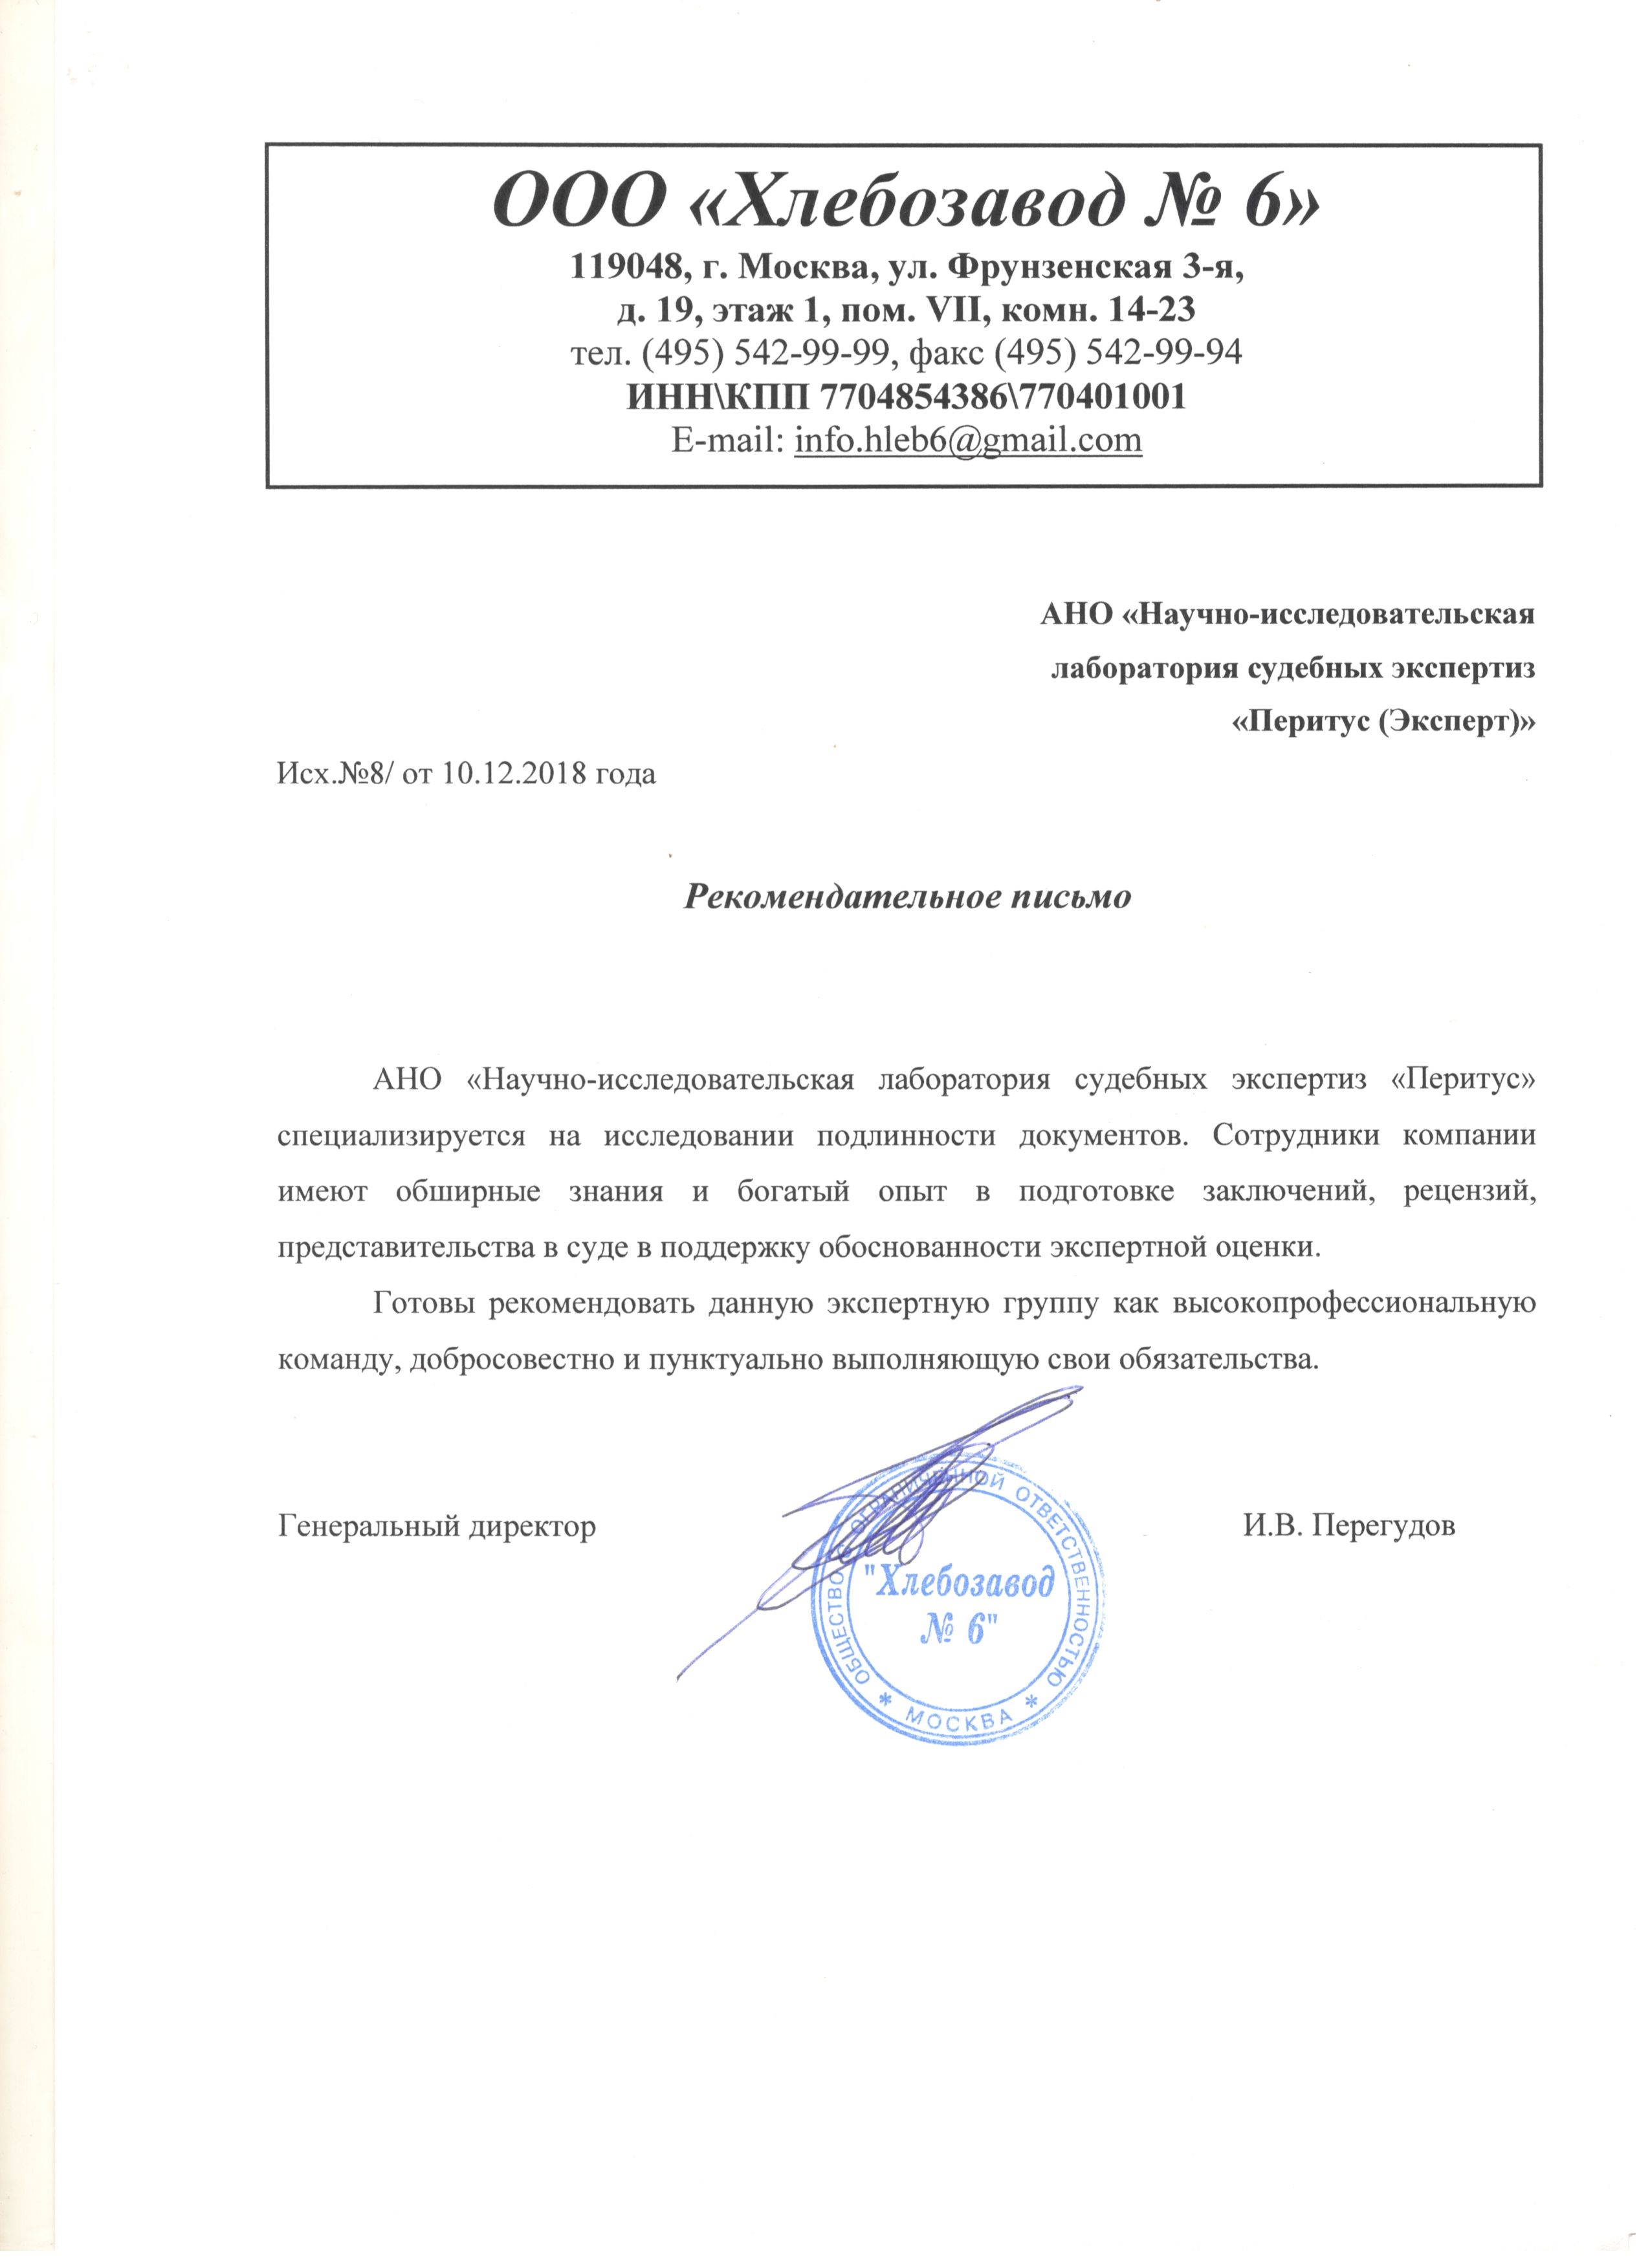 ООО «Хлебозавод № 6»
119048, г. Москва, ул. Фрунзенская 3-я,
д. 19, этаж 1, пом. VII, комн. 14-23
тел. (495) 542-99-99, факс (495) 542-99-94
ИНН\КПП 7704854386\770401001
E-mail: info.hleb6@gmail.com
АНО «Научно-исследовательская
лаборатория судебных экспертиз
«Перитус (Эксперт)»
Исх.№8/ от 10.12.2018 года
Рекомендательное письмо
АНО «Научно-исследовательская лаборатория судебных экспертиз «Перитус»
специализируется на исследовании подлинности документов. Сотрудники компании
имеют обширные знания и богатый опыт в подготовке заключений, рецензий,
представительства в суде в поддержку обоснованности экспертной оценки.
Готовы рекомендовать данную экспертную группу как высокопрофессиональную
команду, добросовестно и пунктуально выполняющую свои обязательства.
Генеральный директор
И.В. Перегудов
ОБЩЕСТВО С ОГРАНИЧЕННОЙ ОТВЕТСТВЕННОСТЬЮ
"Хлебозавод
№ 6"
* МОСКВА *